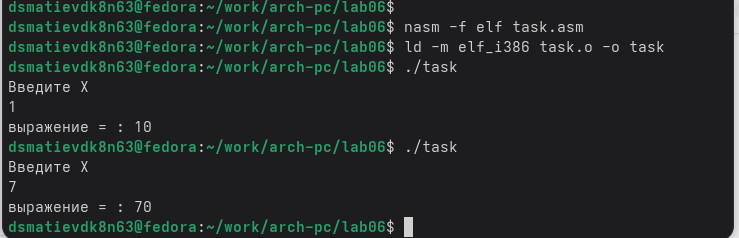 dsmatievdk8n63@fedora:~/work/arch-pc/lab06$
dsmatievdk8n63@fedora:~/work/arch-pc/lab06$ nasm -f elf task.asm
dsmatievdk8n63@fedora:~/work/arch-pc/lab06$ ld -m elf_i386 task.o -o task
dsmatievdk8n63@fedora:~/work/arch-pc/lab06$ ./task
Введите X
1
выражение = : 10
dsmatievdk8n63@fedora:~/work/arch-pc/lab06$ ./task
Введите X
7
выражение = : 70
dsmatievdk8n63@fedora:~/work/arch-pc/lab06$